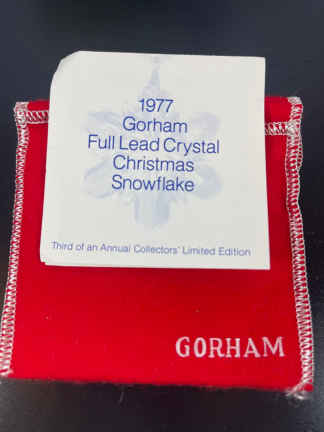 1977
Gorham
Full Lead Crystal
Christmas
Snowflake
Third of an Annual Collectors' Limited Edition
GORHAM